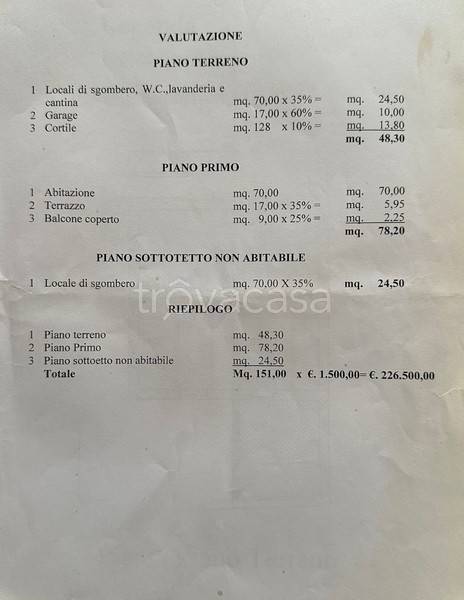 VALUTAZIONE
PIANO TERRENO
1 Locali di sgombero, W.C.,lavanderia e
cantina mq. 70,00 x 35% = mq. 24,50
2 Garage mq. 17,00 x 60% = mq. 10,00
3 Cortile mq. 128 x 10% = mq. 13,80
mq. 48,30
PIANO PRIMO
1 Abitazione mq. 70,00 mq. 70,00
2 Terrazzo mq. 17,00 x 35% = mq. 5,95
3 Balcone coperto mq. 9,00 x 25% = mq. 2,25
mq. 78,20
PIANO SOTTOTETTO NON ABITABILE
1 Locale di sgombero mq. 70,00 X 35% mq. 24,50
trovacasa
RIEPILOGO
1 Piano terreno mq. 48,30
2 Piano Primo mq. 78,20
3 Piano sottoetto non abitabile mq. 24,50
Totale Mq. 151,00 x €. 1.500,00= €. 226.500,00